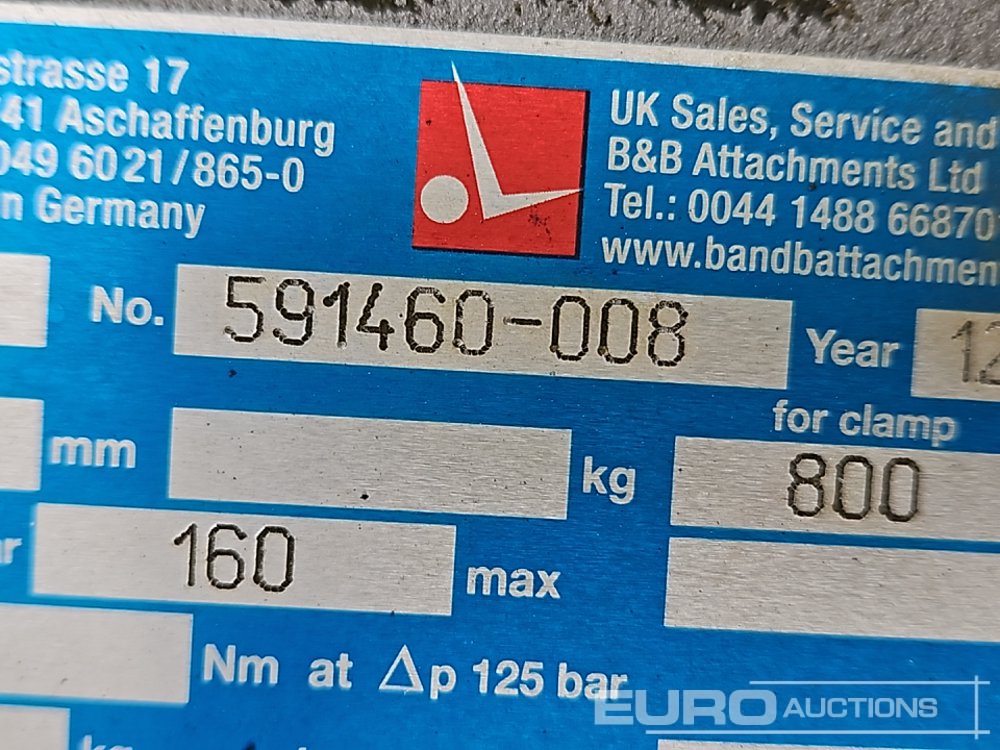 strasse 17
41 Aschaffenburg
049 6021/865-0
n Germany
UK Sales, Service and
B&B Attachments Ltd
Tel.: 0044 1488 66870
www.bandbattachmen
No. 591460-008 Year 12
for clamp
mm kg 800
160 max
Nm at Δp 125 bar
kg
EURO AUCTIONS